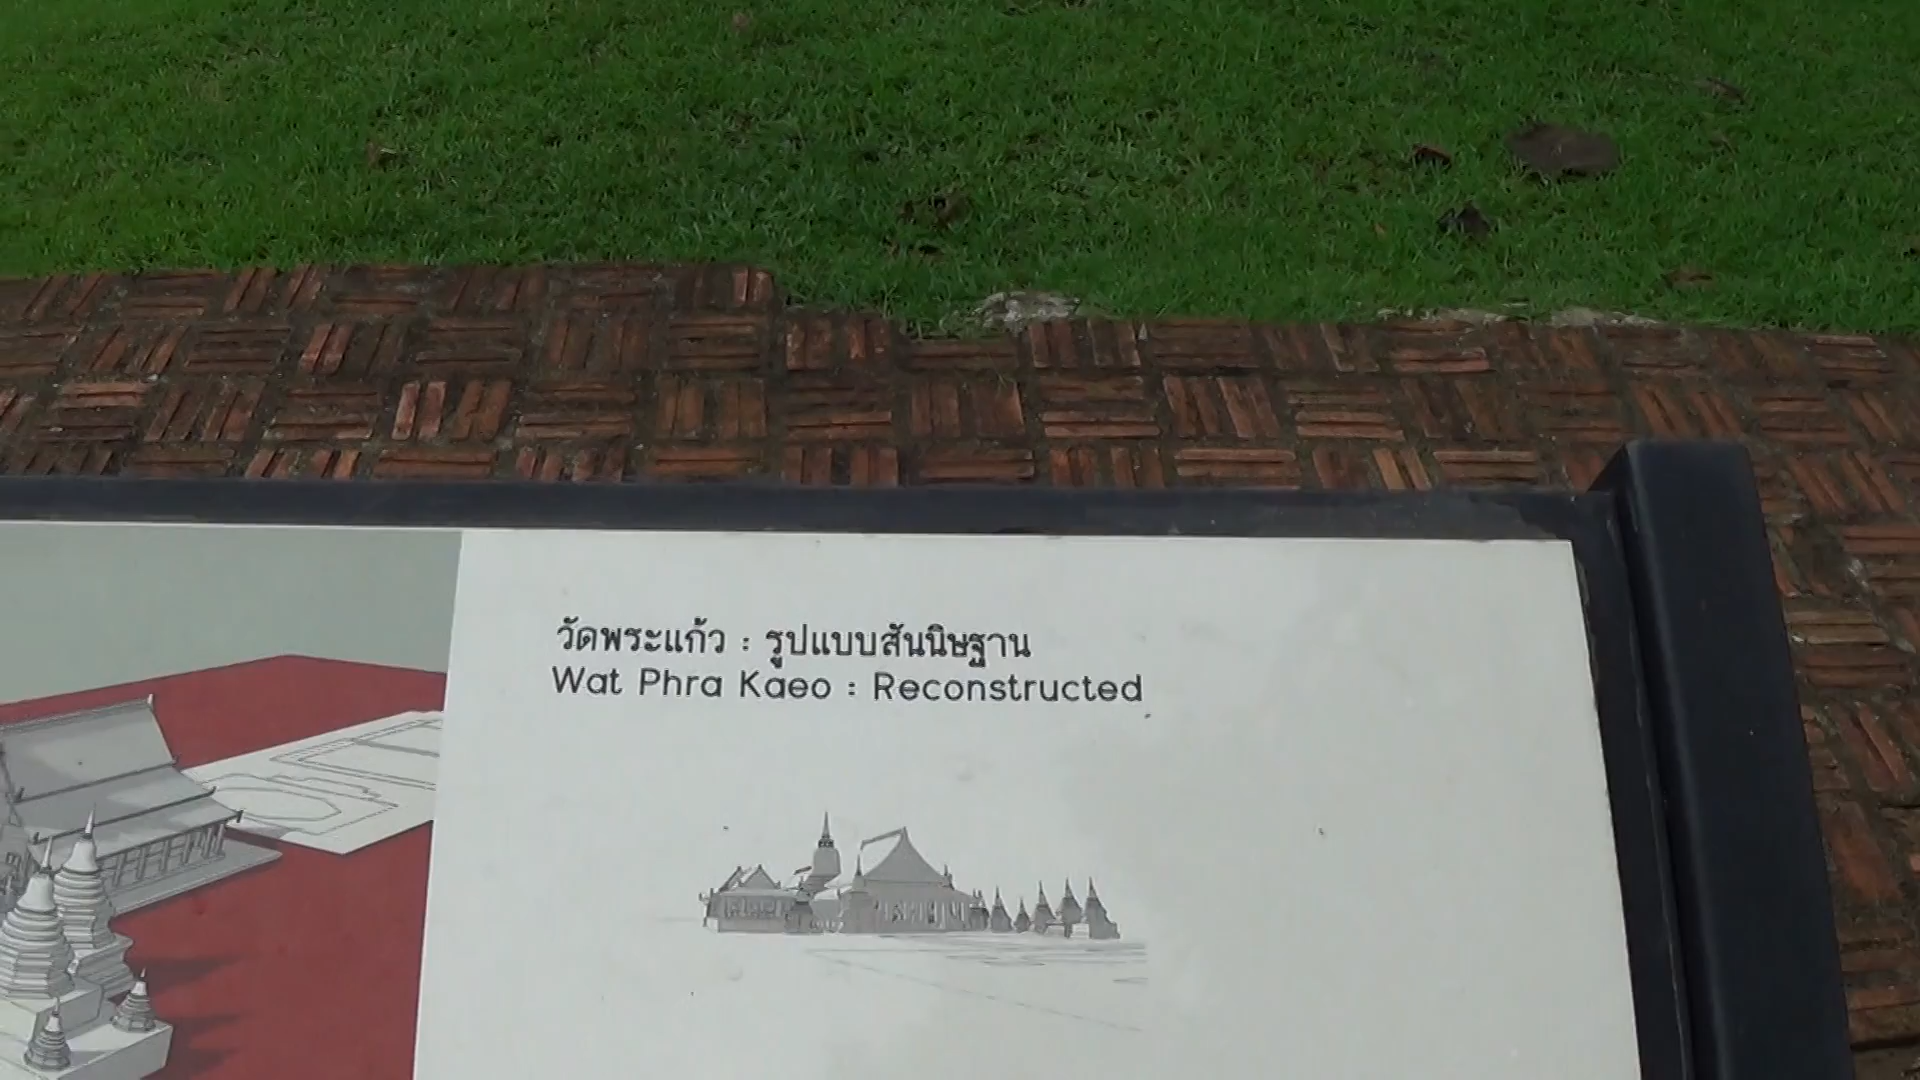 วัดพระแก้ว : รูปแบบสันนิษฐาน
Wat Phra Kaeo : Reconstructed